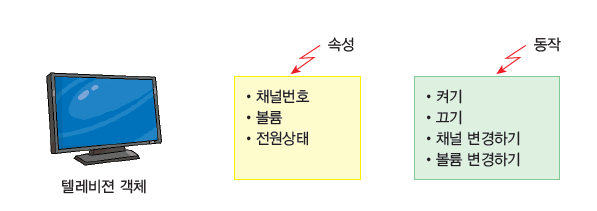 속성
동작
• 채널번호
• 볼륨
• 전원상태
• 켜기
• 끄기
• 채널 변경하기
• 볼륨 변경하기
텔레비젼 객체